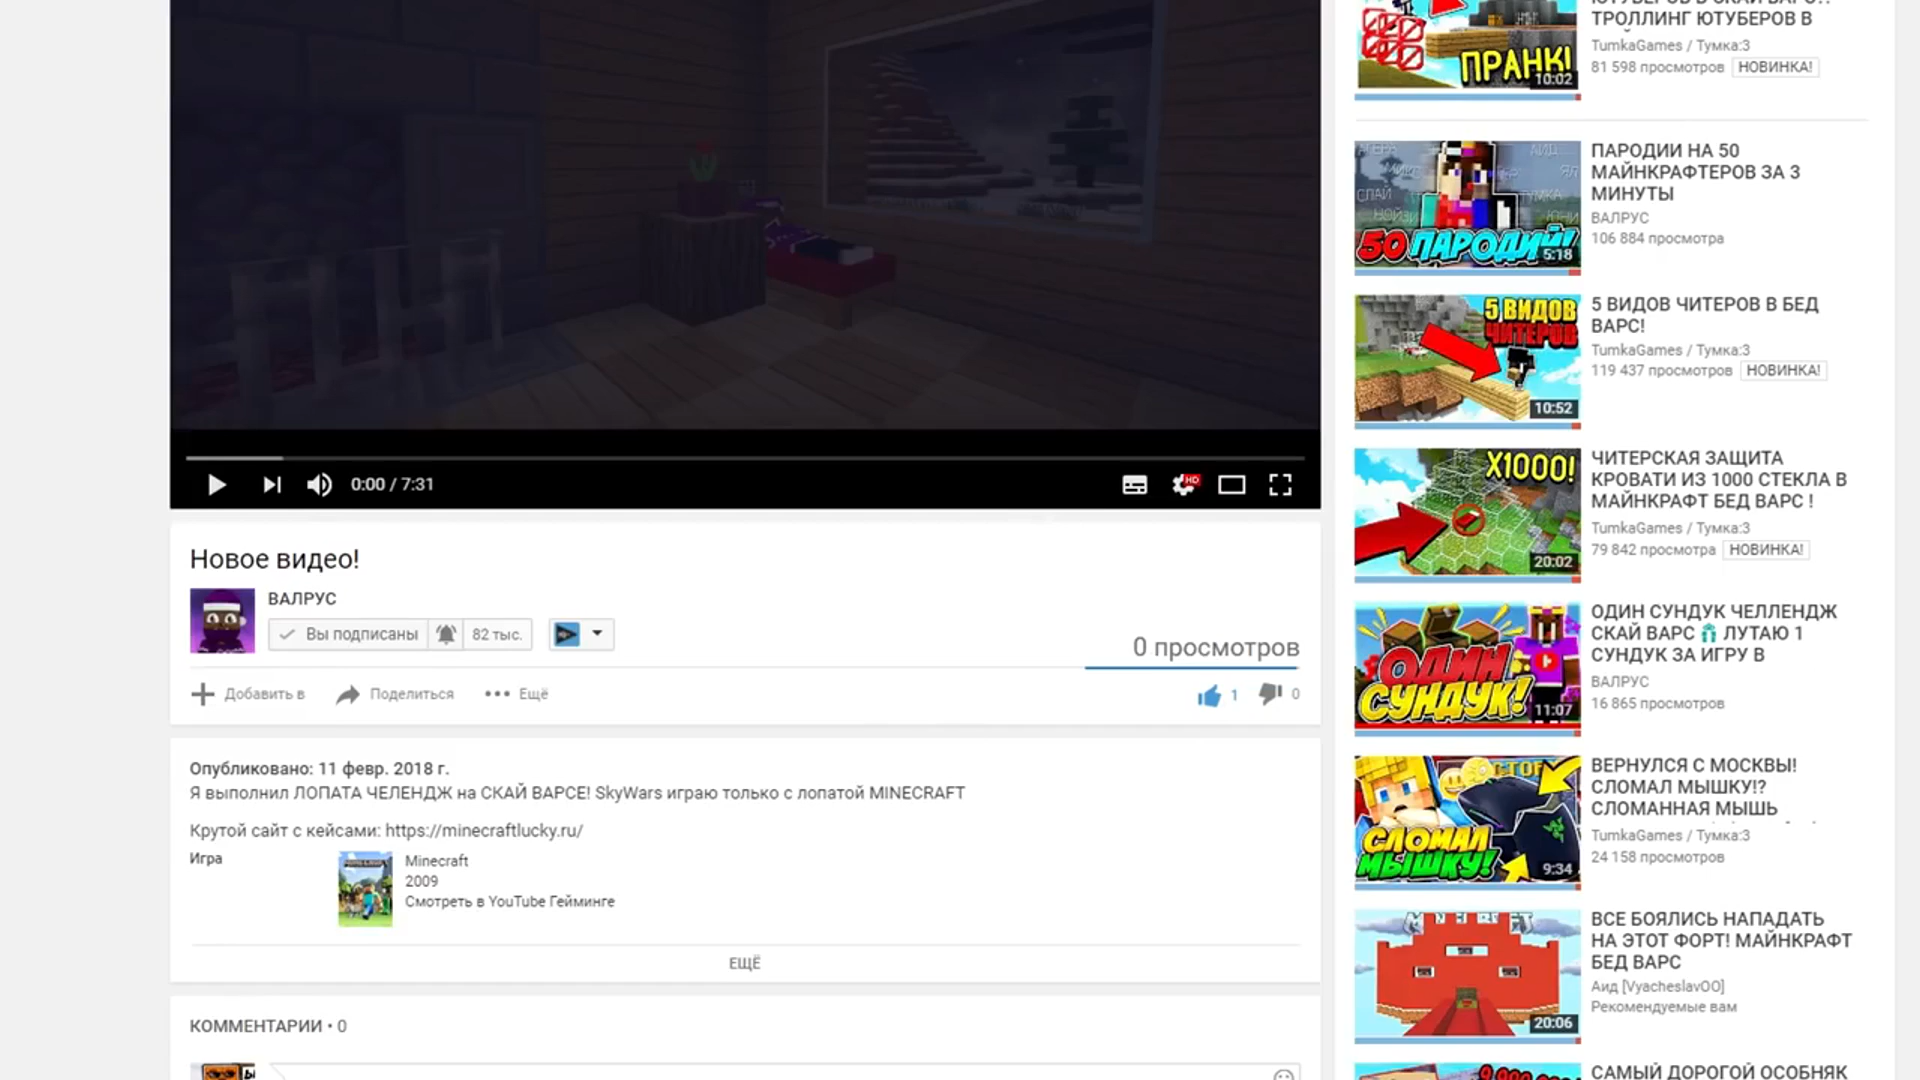 0:00 / 7:31
HD
Новое видео!
ВАЛРУС
Вы подписаны
82 тыс.
0 просмотров
Добавить в
Поделиться
Ещё
1
0
Опубликовано: 11 февр. 2018 г.
Я выполнил ЛОПАТА ЧЕЛЕНДЖ на СКАЙ ВАРСЕ! SkyWars играю только с лопатой MINECRAFT
Крутой сайт с кейсами: https://minecraftlucky.ru/
Игра
Minecraft
2009
Смотреть в YouTube Гейминге
ЕЩЁ
КОММЕНТАРИИ • 0
ПРАНК!
10:02
ТРОЛЛИНГ ЮТУБЕРОВ В
TumkaGames / Тумка:3
81 598 просмотров
НОВИНКА!
50 ПАРОДИЙ!
5:18
ПАРОДИИ НА 50
МАЙНКРАФТЕРОВ ЗА 3
МИНУТЫ
ВАЛРУС
106 884 просмотра
5 ВИДОВ
ЧИТЕРОВ
10:52
5 ВИДОВ ЧИТЕРОВ В БЕД
ВАРС!
TumkaGames / Тумка:3
119 437 просмотров
НОВИНКА!
X1000!
20:02
ЧИТЕРСКАЯ ЗАЩИТА
КРОВАТИ ИЗ 1000 СТЕКЛА В
МАЙНКРАФТ БЕД ВАРС !
TumkaGames / Тумка:3
79 842 просмотра
НОВИНКА!
ОДИН
СУНДУК!
11:07
ОДИН СУНДУК ЧЕЛЛЕНДЖ
СКАЙ ВАРС ЛУТАЮ 1
СУНДУК ЗА ИГРУ В
ВАЛРУС
16 865 просмотров
СЛОМАЛ
МЫШКУ!
9:34
ВЕРНУЛСЯ С МОСКВЫ!
СЛОМАЛ МЫШКУ!?
СЛОМАННАЯ МЫШЬ
TumkaGames / Тумка:3
24 158 просмотров
20:06
ВСЕ БОЯЛИСЬ НАПАДАТЬ
НА ЭТОТ ФОРТ! МАЙНКРАФТ
БЕД ВАРС
Аид [VyacheslavOO]
Рекомендуемые вам
САМЫЙ ДОРОГОЙ ОСОБНЯК